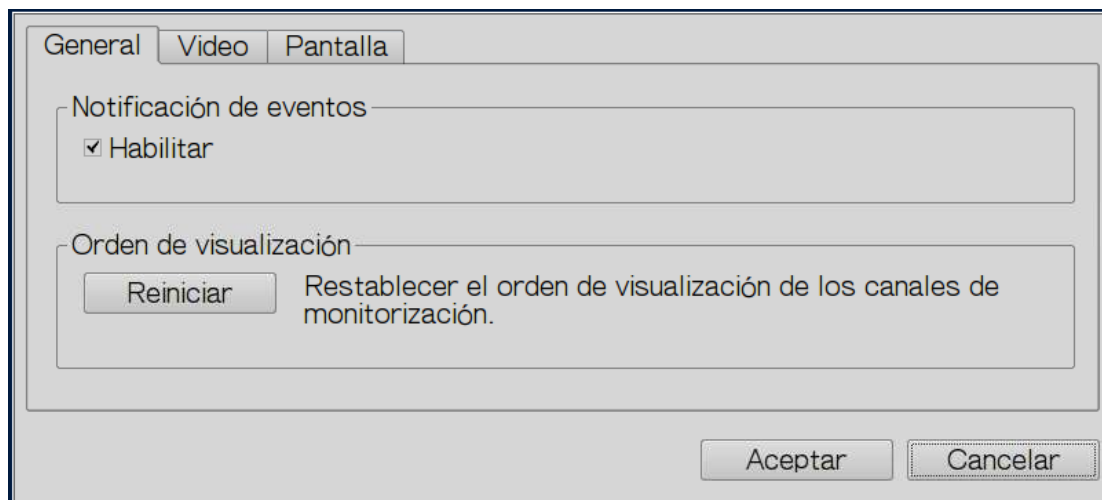 General Video Pantalla
Notificación de eventos
Habilitar
Orden de visualización
Reiniciar
Restablecer el orden de visualización de los canales de
monitorización.
Aceptar Cancelar